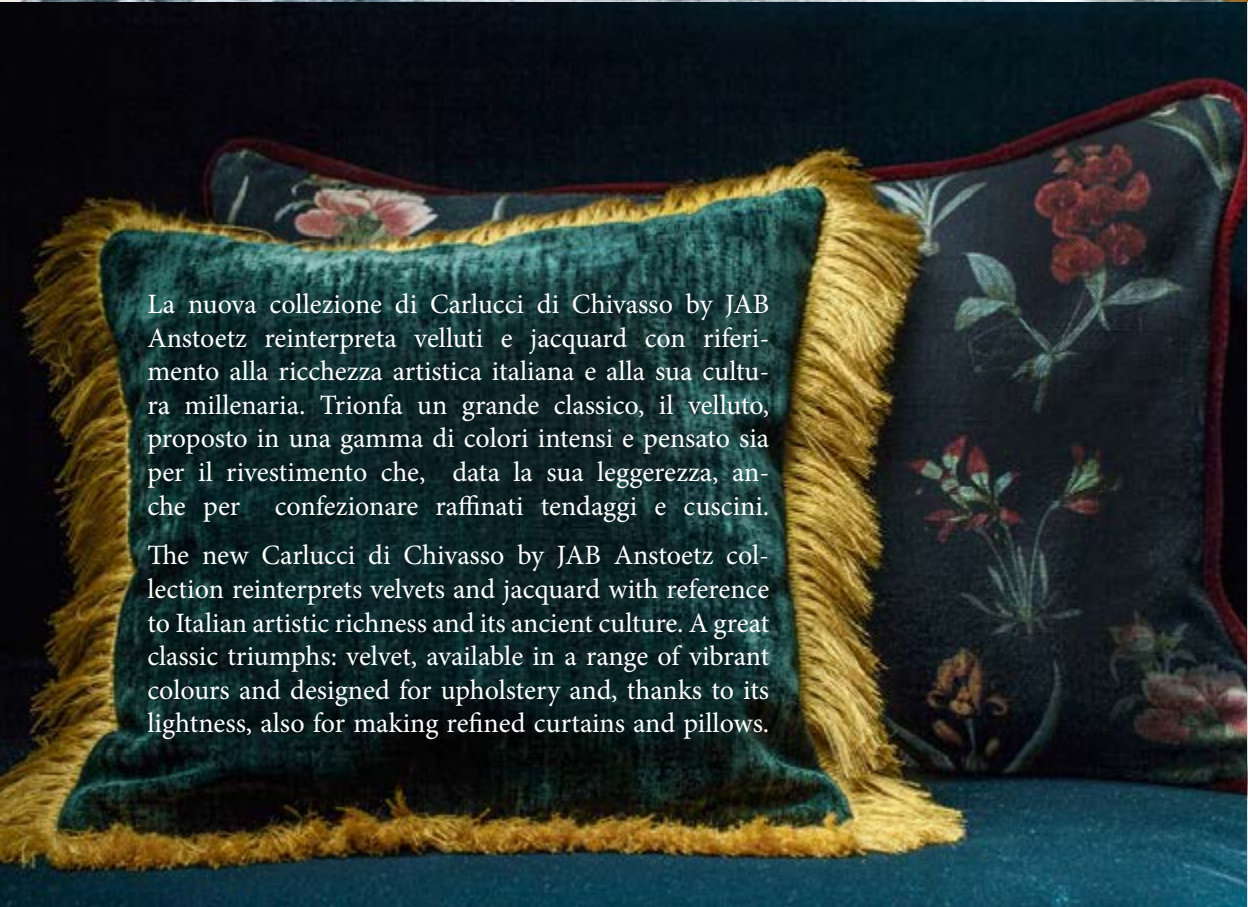 La nuova collezione di Carlucci di Chivasso by JAB
Anstoetz reinterpreta velluti e jacquard con riferi-
mento alla ricchezza artistica italiana e alla sua cultu-
ra millenaria. Trionfa un grande classico, il velluto,
proposto in una gamma di colori intensi e pensato sia
per il rivestimento che, data la sua leggerezza, an-
che per confezionare raffinati tendaggi e cuscini.
The new Carlucci di Chivasso by JAB Anstoetz col-
lection reinterprets velvets and jacquard with reference
to Italian artistic richness and its ancient culture. A great
classic triumphs: velvet, available in a range of vibrant
colours and designed for upholstery and, thanks to its
lightness, also for making refined curtains and pillows.